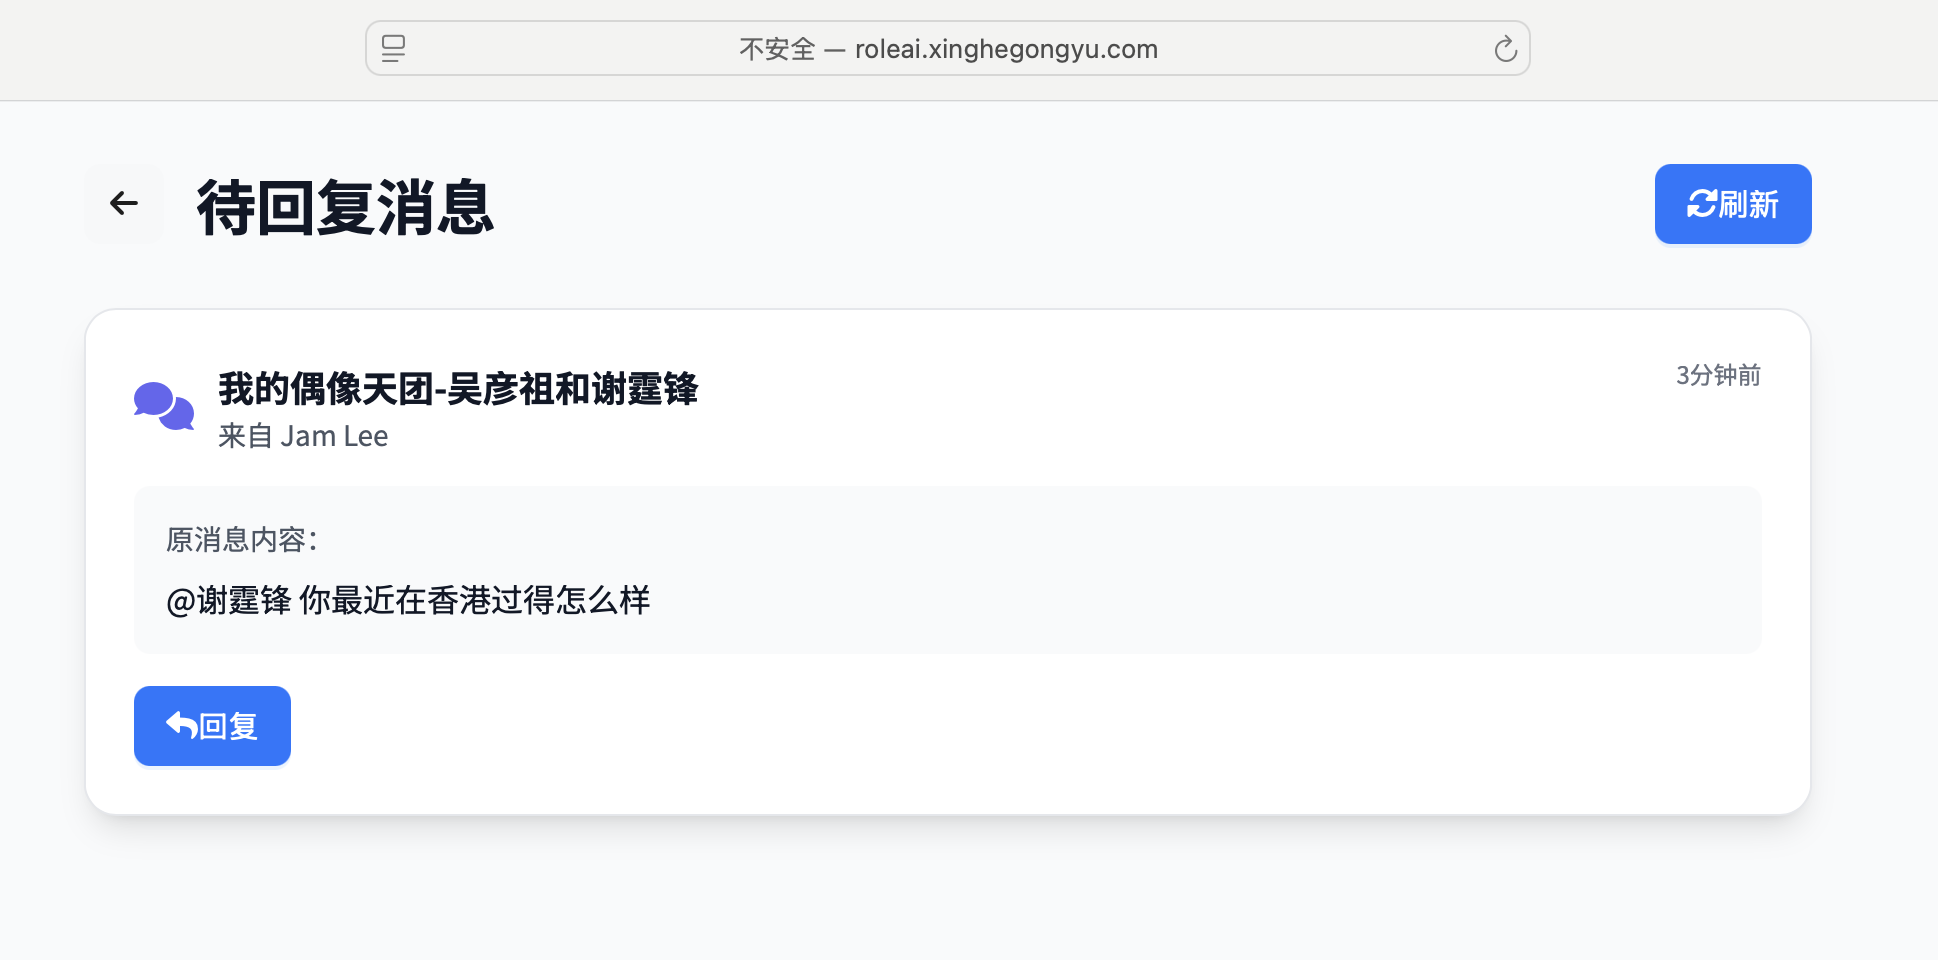 不安全 — roleai.xinghegongyu.com
待回复消息
刷新
我的偶像天团-吴彦祖和谢霆锋
3分钟前
来自 Jam Lee
原消息内容：
@谢霆锋 你最近在香港过得怎么样
回复